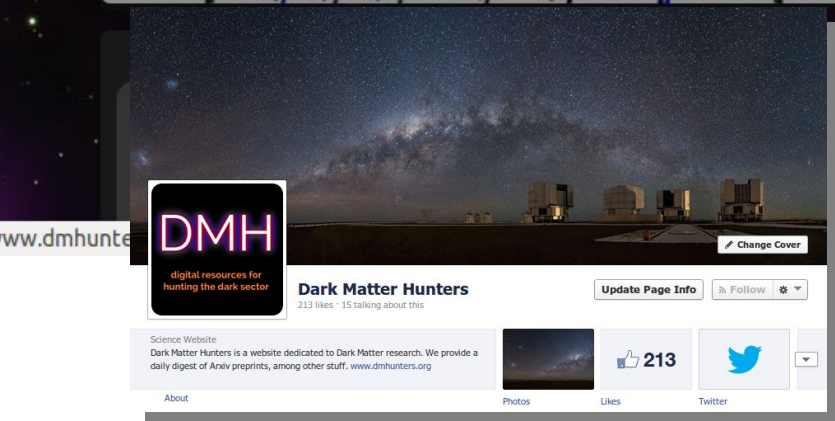 www.dmhunte
Change Cover
DMH
digital resources for
hunting the dark sector
Dark Matter Hunters
213 likes · 15 talking about this
Update Page Info
Follow
Science Website
Dark Matter Hunters is a website dedicated to Dark Matter research. We provide a
daily digest of Arxiv preprints, among other stuff. www.dmhunters.org
About
213
Photos
Likes
Twitter